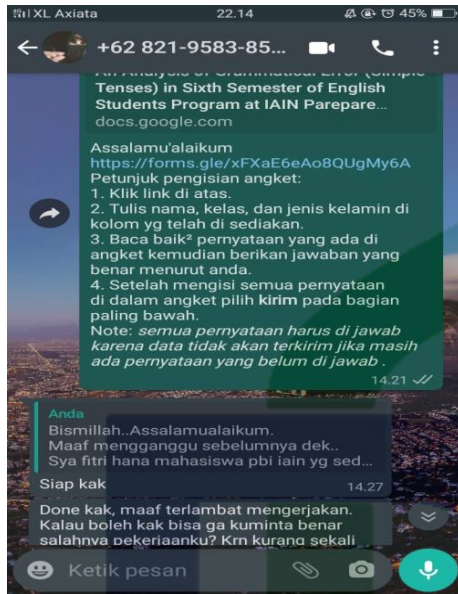 XL Axiata 22.14 45%
+62 821-9583-85...
An Analysis of Grammatical Error (Simple
Tenses) in Sixth Semester of English
Students Program at IAIN Parepare...
docs.google.com
Assalamu'alaikum
https://forms.gle/xFXaE6eAo8QUgMy6A
Petunjuk pengisian angket:
1. Klik link di atas.
2. Tulis nama, kelas, dan jenis kelamin di
kolom yg telah di sediakan.
3. Baca baik² pernyataan yang ada di
angket kemudian berikan jawaban yang
benar menurut anda.
4. Setelah mengisi semua pernyataan
di dalam angket pilih kirim pada bagian
paling bawah.
Note: semua pernyataan harus di jawab
karena data tidak akan terkirim jika masih
ada pernyataan yang belum di jawab .
14.21
Anda
Bismillah..Assalamualaikum.
Maaf mengganggu sebelumnya dek..
Sya fitri hana mahasiswa pbi iain yg sed...
Siap kak
14.27
Done kak, maaf terlambat mengerjakan.
Kalau boleh kak bisa ga kuminta benar
salahnya pekerjaanku? Krn kurang sekali
Ketik pesan